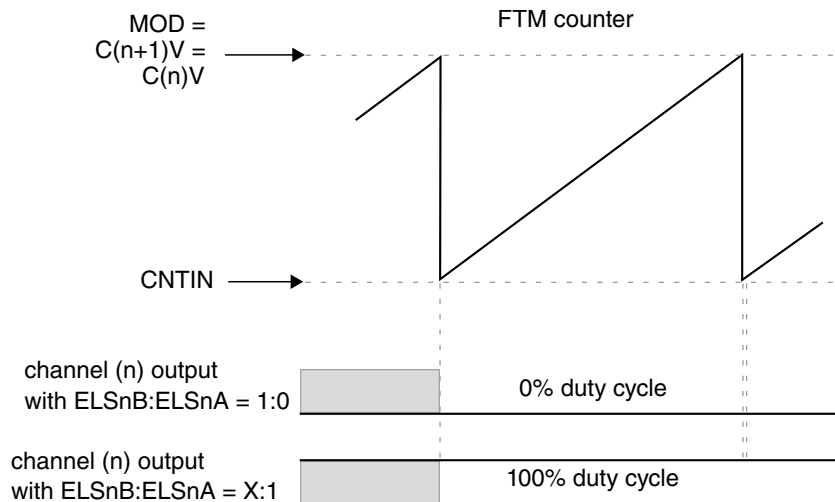 FTM counter
MOD =
C(n+1)V =
C(n)V
CNTIN
channel (n) output
with ELSnB:ELSnA = 1:0
0% duty cycle
channel (n) output
with ELSnB:ELSnA = X:1
100% duty cycle